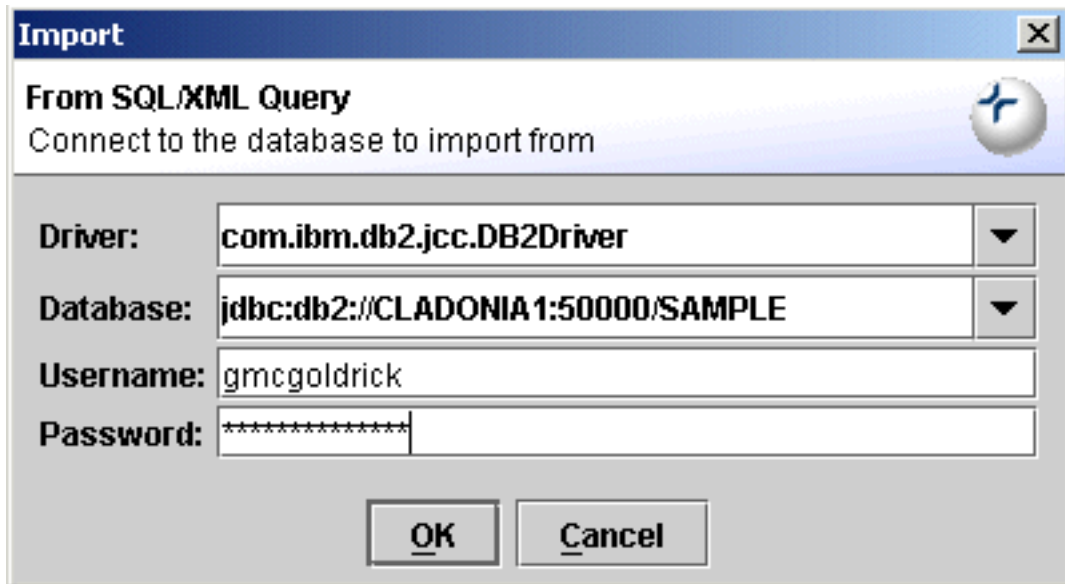 Import
From SQL/XML Query
Connect to the database to import from
Driver: com.ibm.db2.jcc.DB2Driver
Database: jdbc:db2://CLADONIA1:50000/SAMPLE
Username: gmcgoldrick
Password: **************
OK Cancel